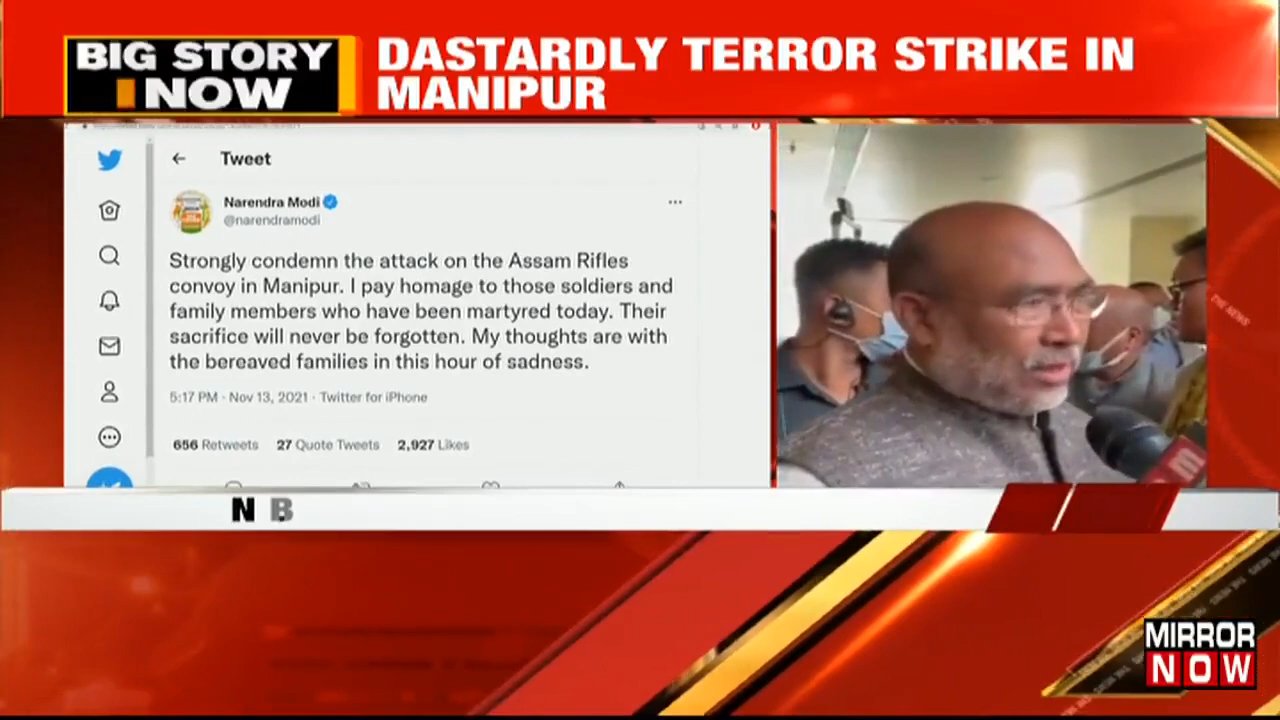 BIG STORY
NOW
DASTARDLY TERROR STRIKE IN
MANIPUR
Tweet
Narendra Modi
@narendramodi
Strongly condemn the attack on the Assam Rifles
convoy in Manipur. I pay homage to those soldiers and
family members who have been martyred today. Their
sacrifice will never be forgotten. My thoughts are with
the bereaved families in this hour of sadness.
5:17 PM · Nov 13, 2021 · Twitter for iPhone
656 Retweets 27 Quote Tweets 2,927 Likes
N B
THE NEWS
MIRROR
NOW